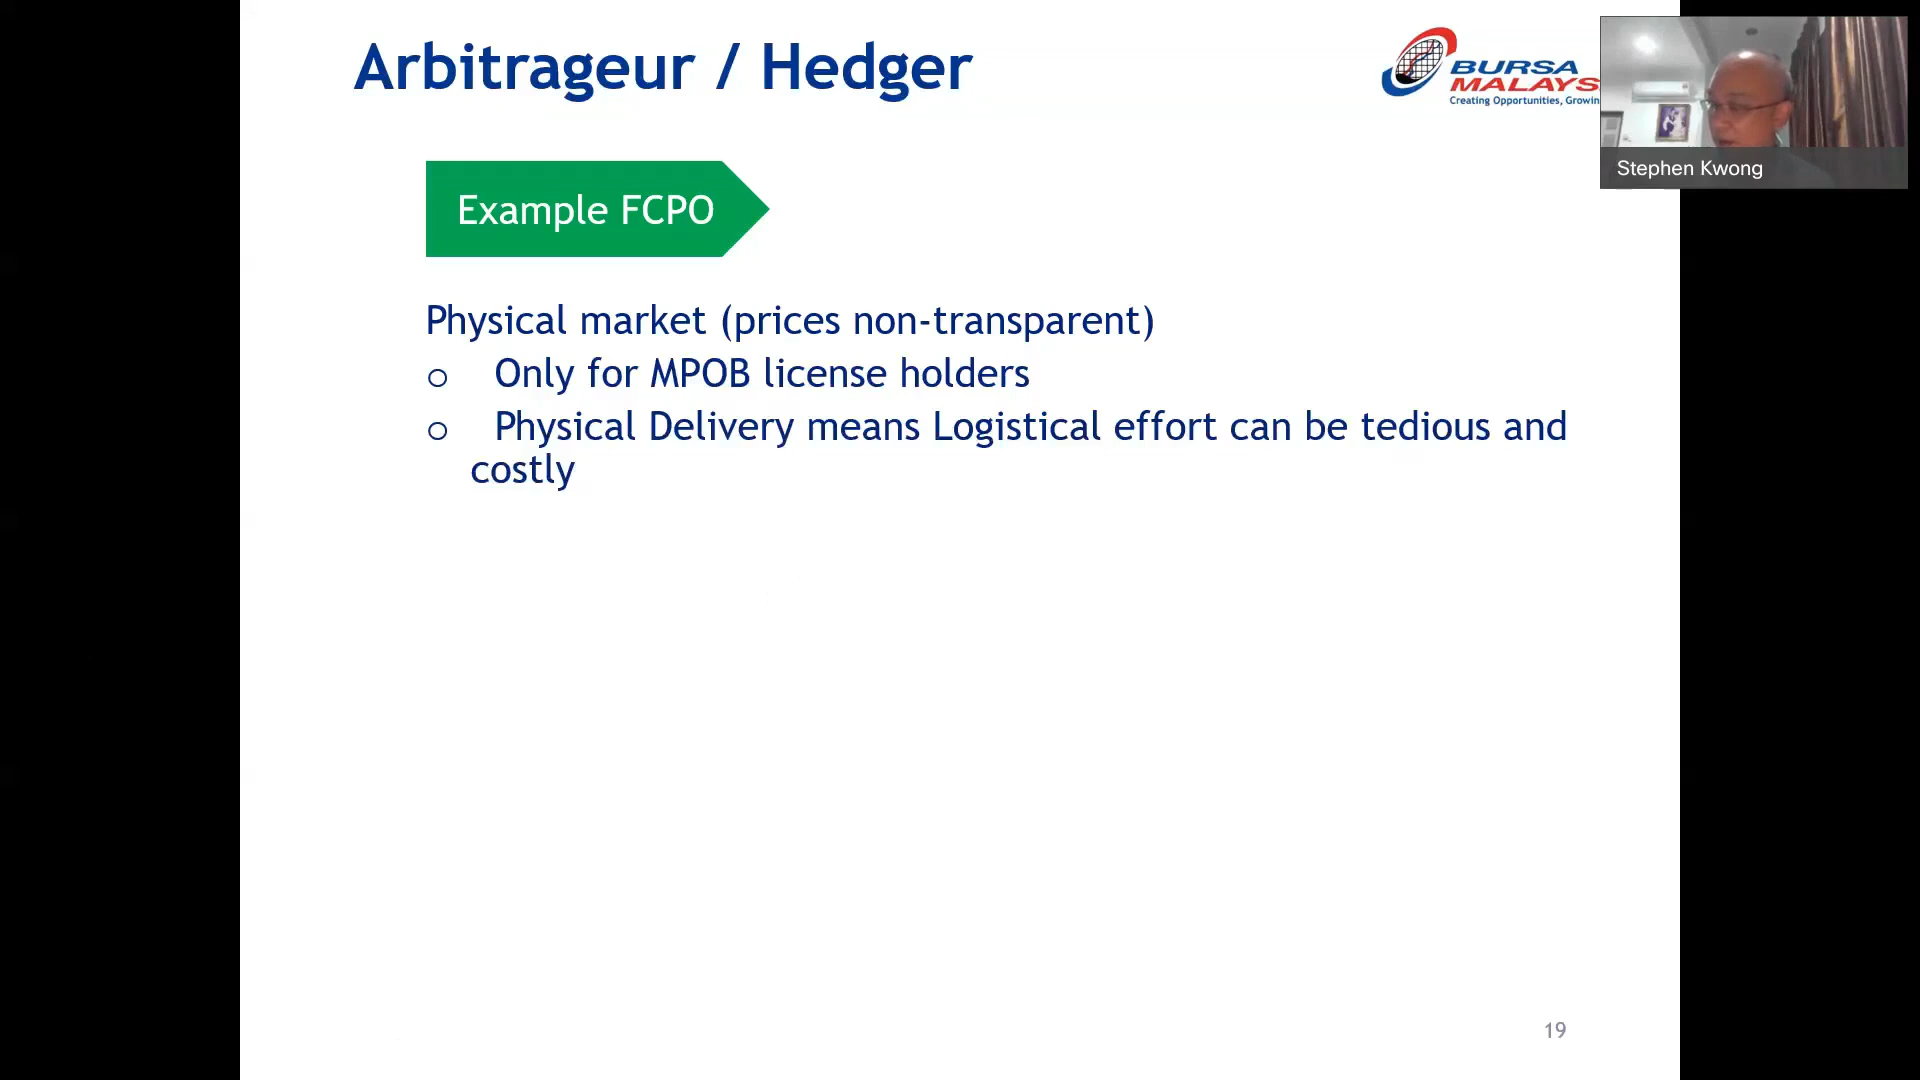 Arbitrageur / Hedger
BURSA
MALAYS
Creating Opportunities, Growin
Stephen Kwong
Example FCPO
Physical market (prices non-transparent)
o Only for MPOB license holders
o Physical Delivery means Logistical effort can be tedious and
costly
19